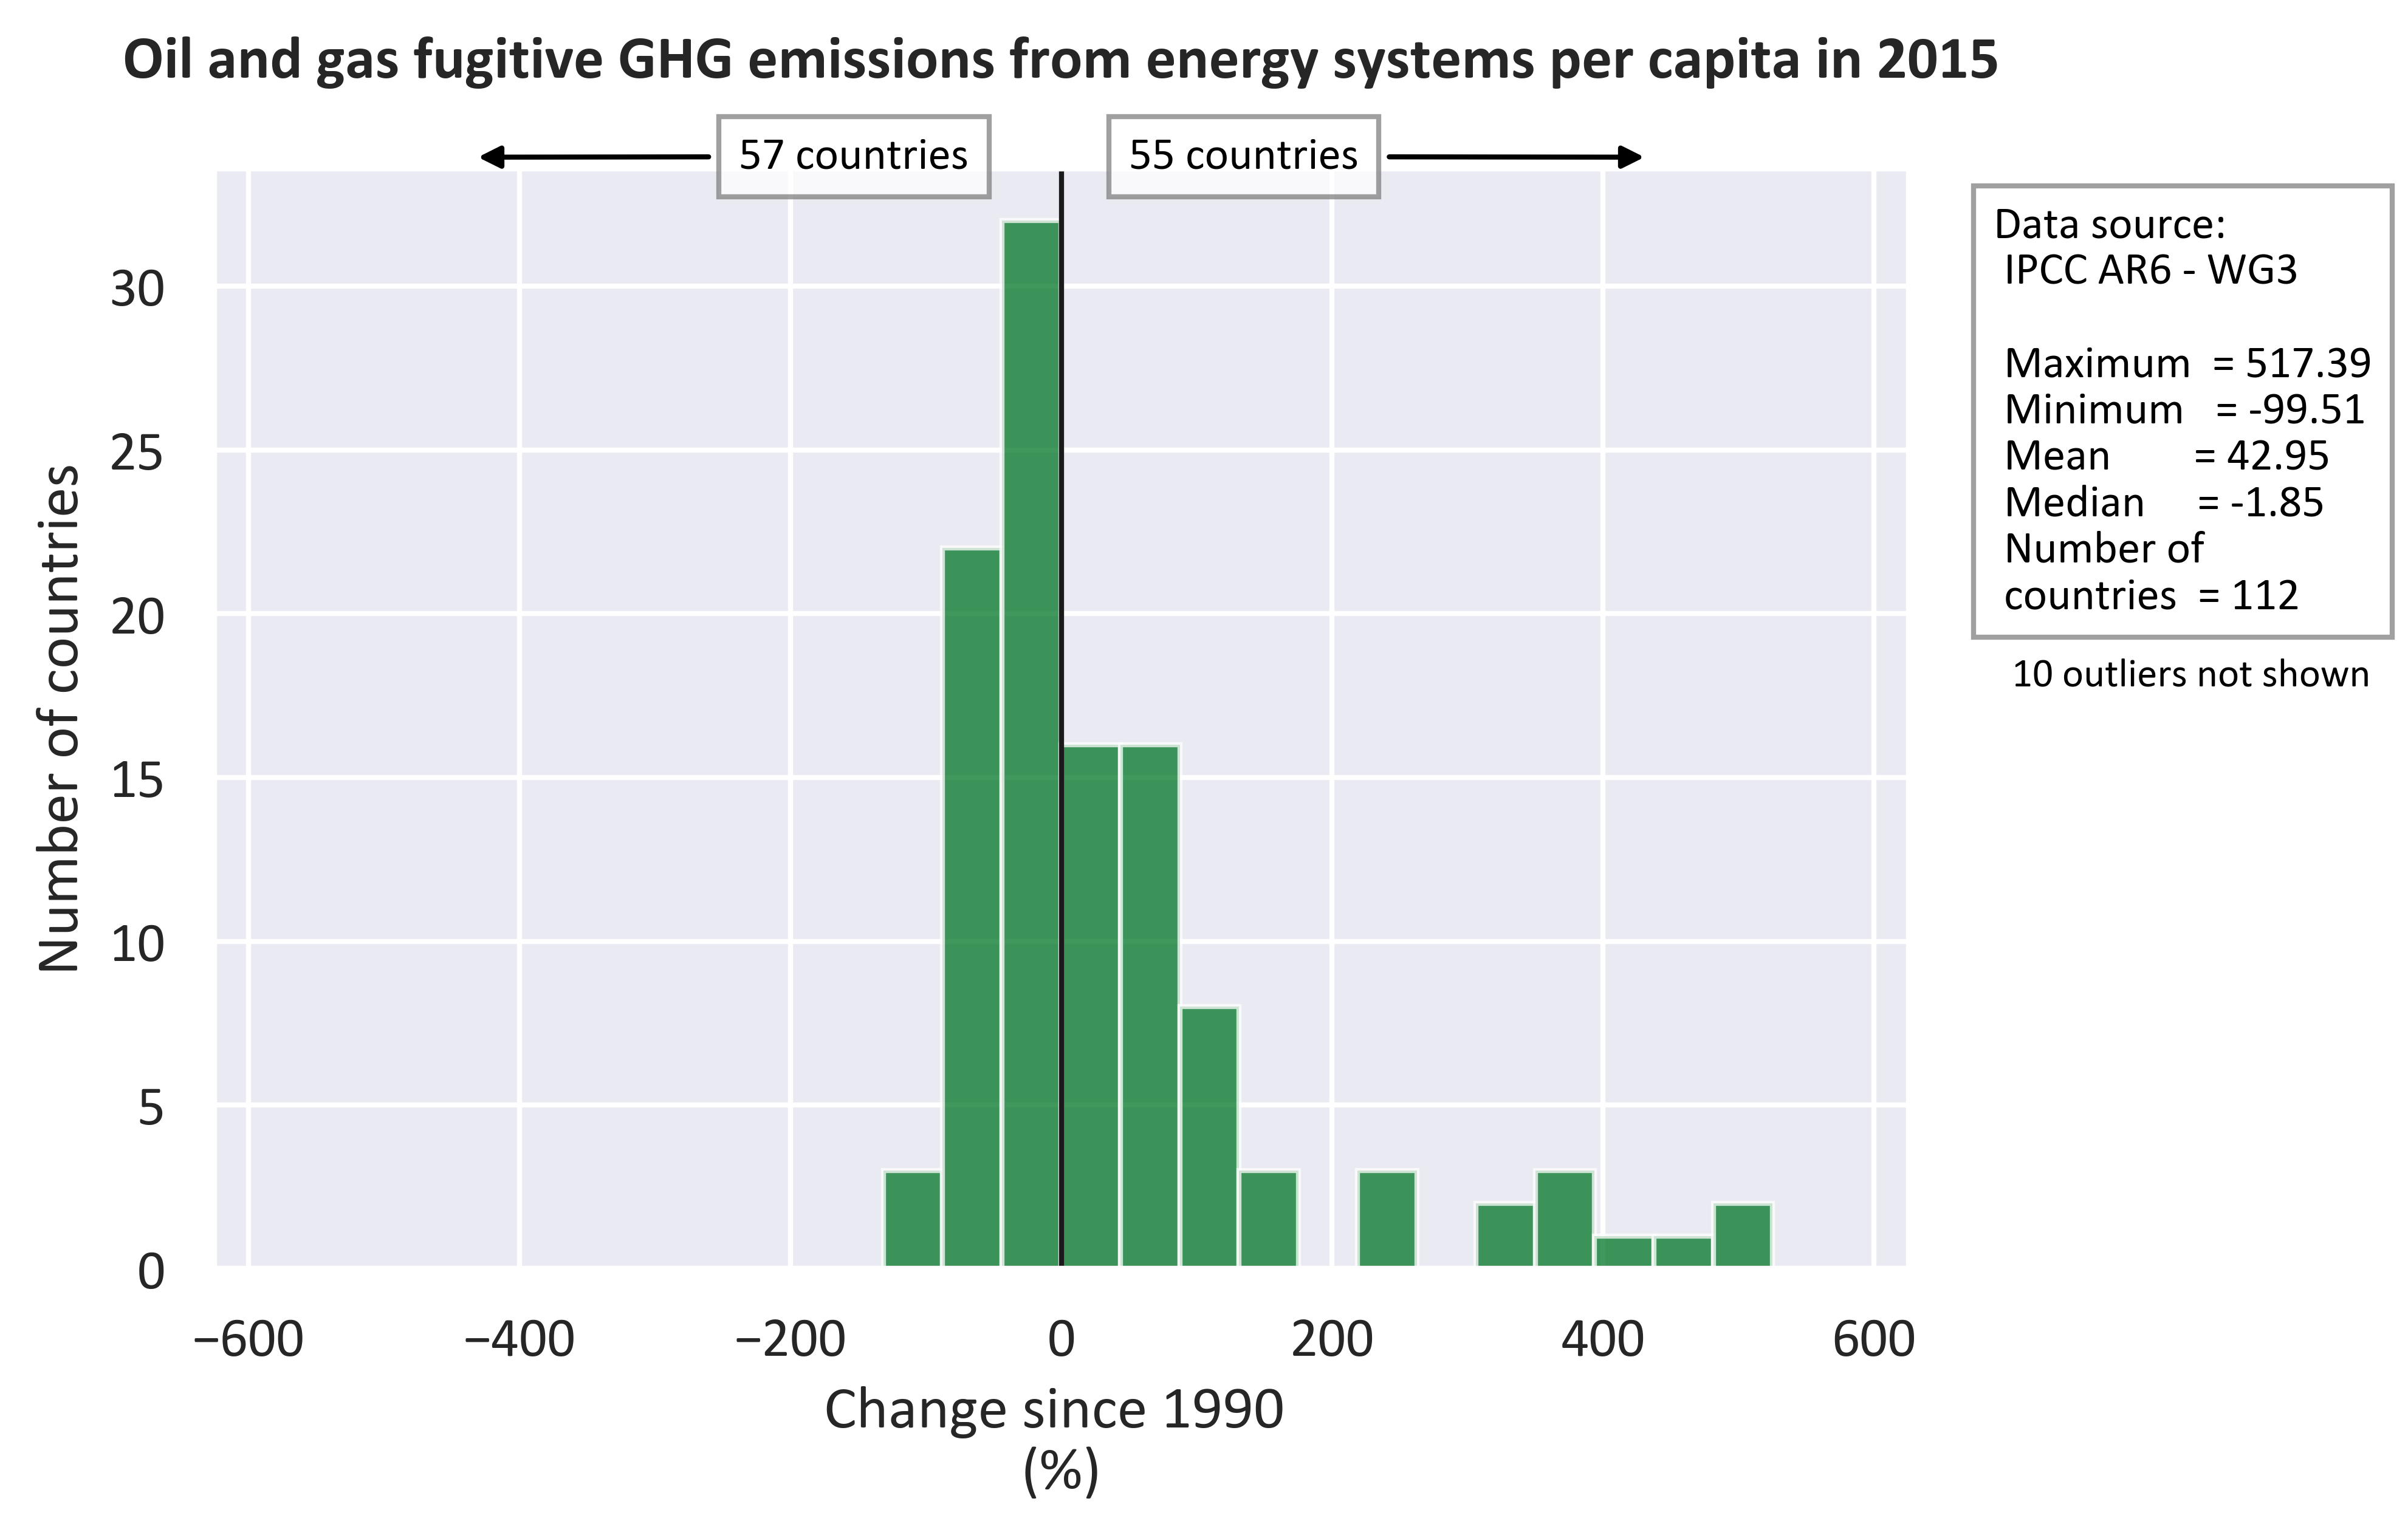 Oil and gas fugitive GHG emissions from energy systems per capita in 2015
57 countries
55 countries
Data source:
IPCC AR6 - WG3
Maximum = 517.39
Minimum = -99.51
Mean = 42.95
Median = -1.85
Number of
countries = 112
10 outliers not shown
Number of countries
30
25
20
15
10
5
0
−600
−400
−200
0
200
400
600
Change since 1990
(%)